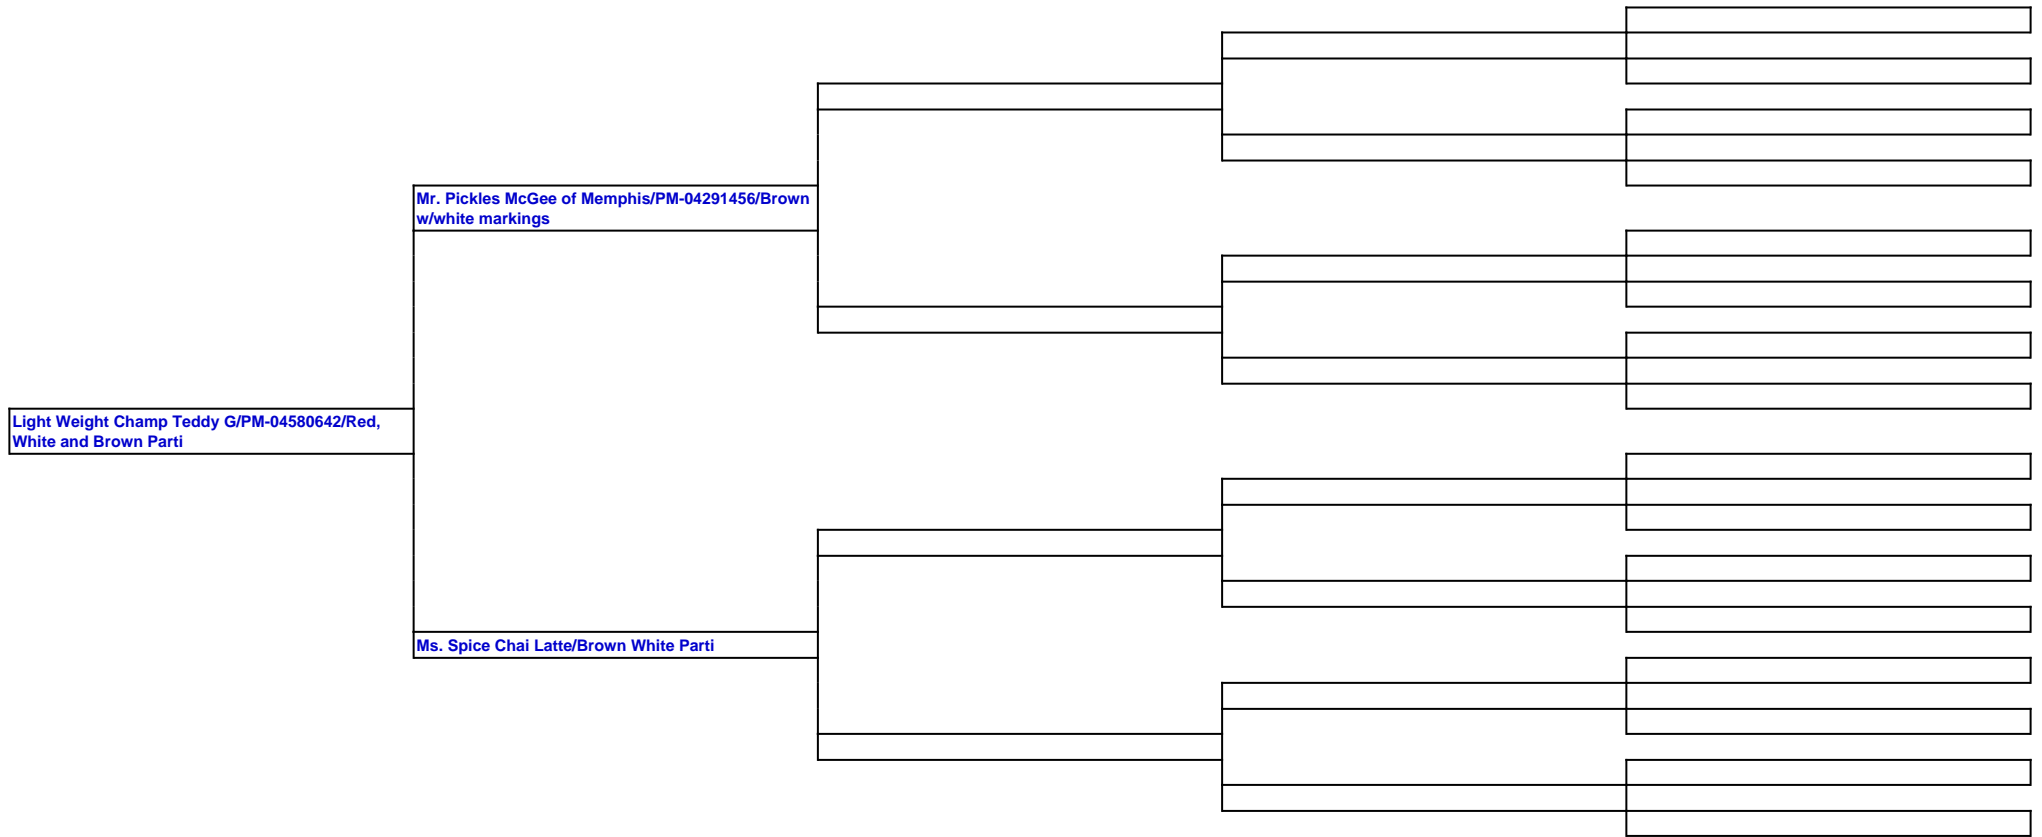 Mr. Pickles McGee of Memphis/PM-04291456/Brown
w/white markings
Light Weight Champ Teddy G/PM-04580642/Red,
White and Brown Parti
Ms. Spice Chai Latte/Brown White Parti